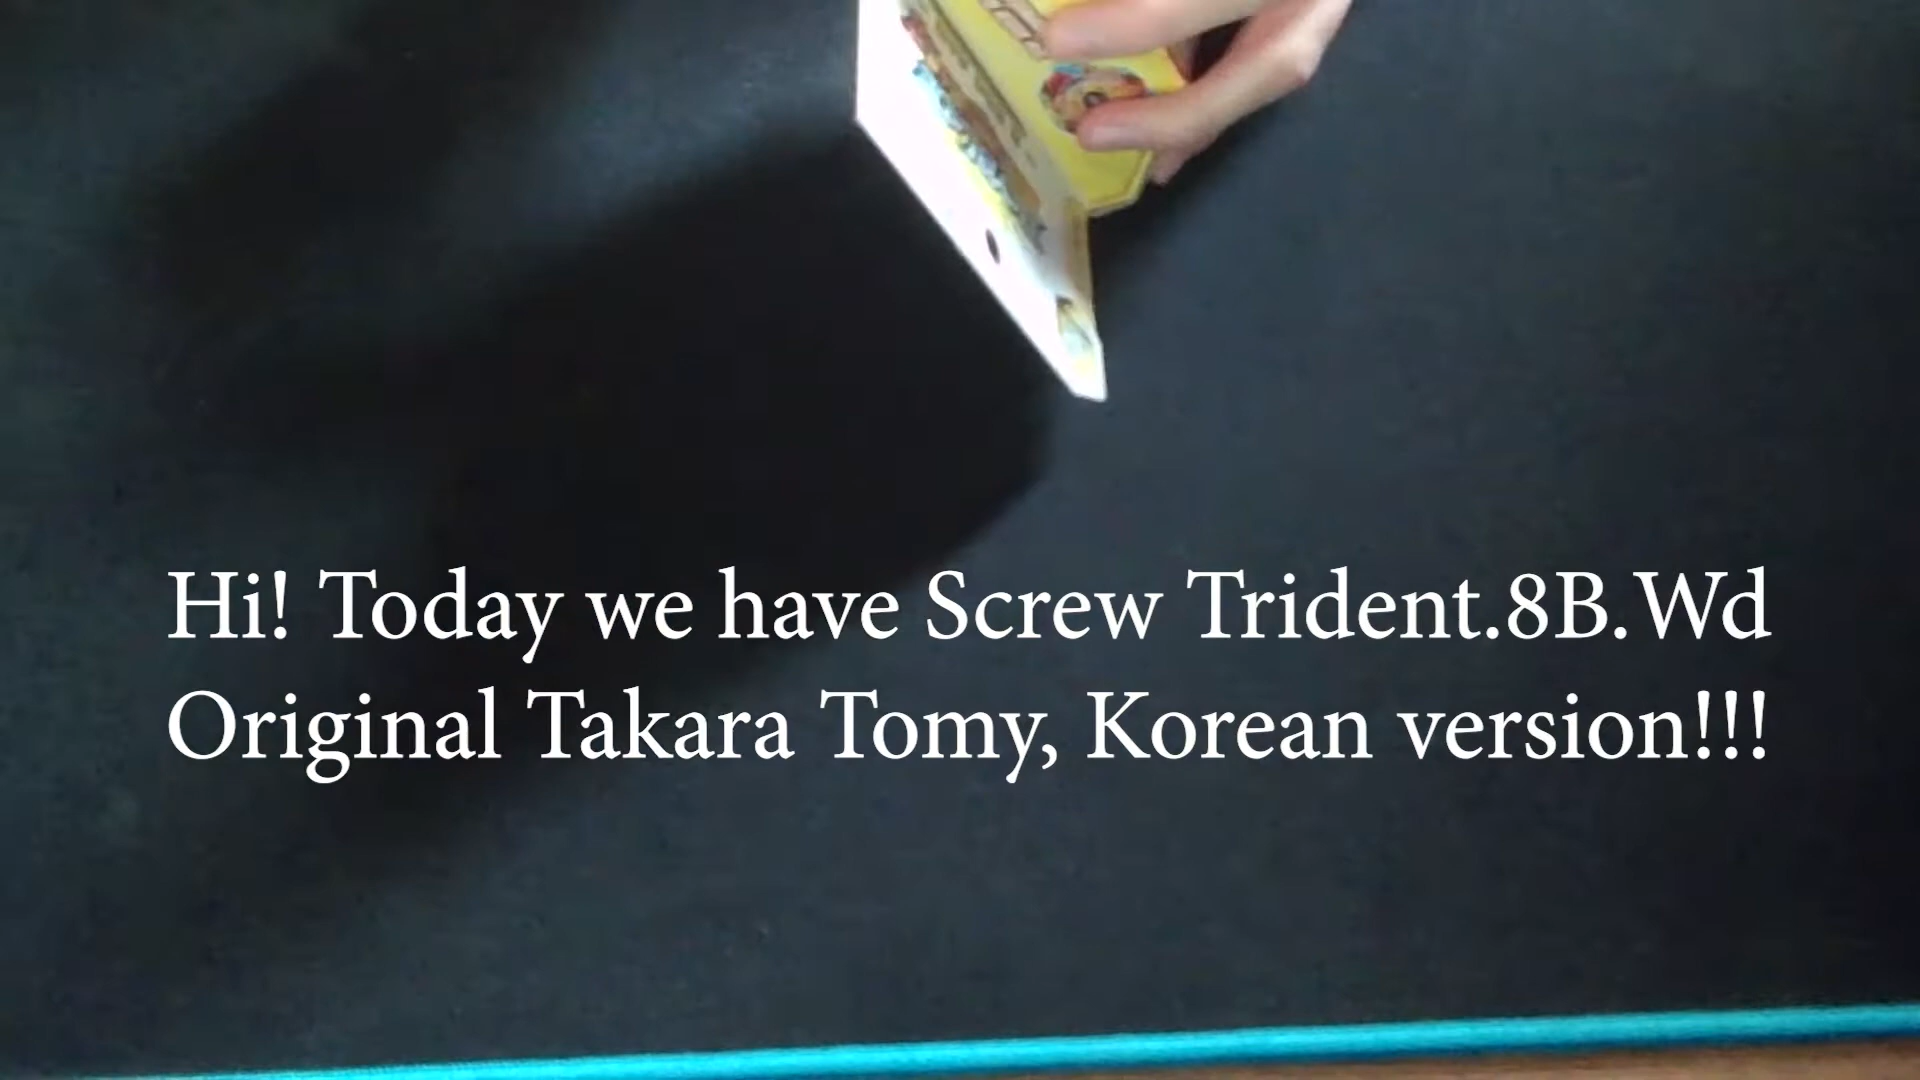 Hi! Today we have Screw Trident.8B.Wd
Original Takara Tomy, Korean version!!!